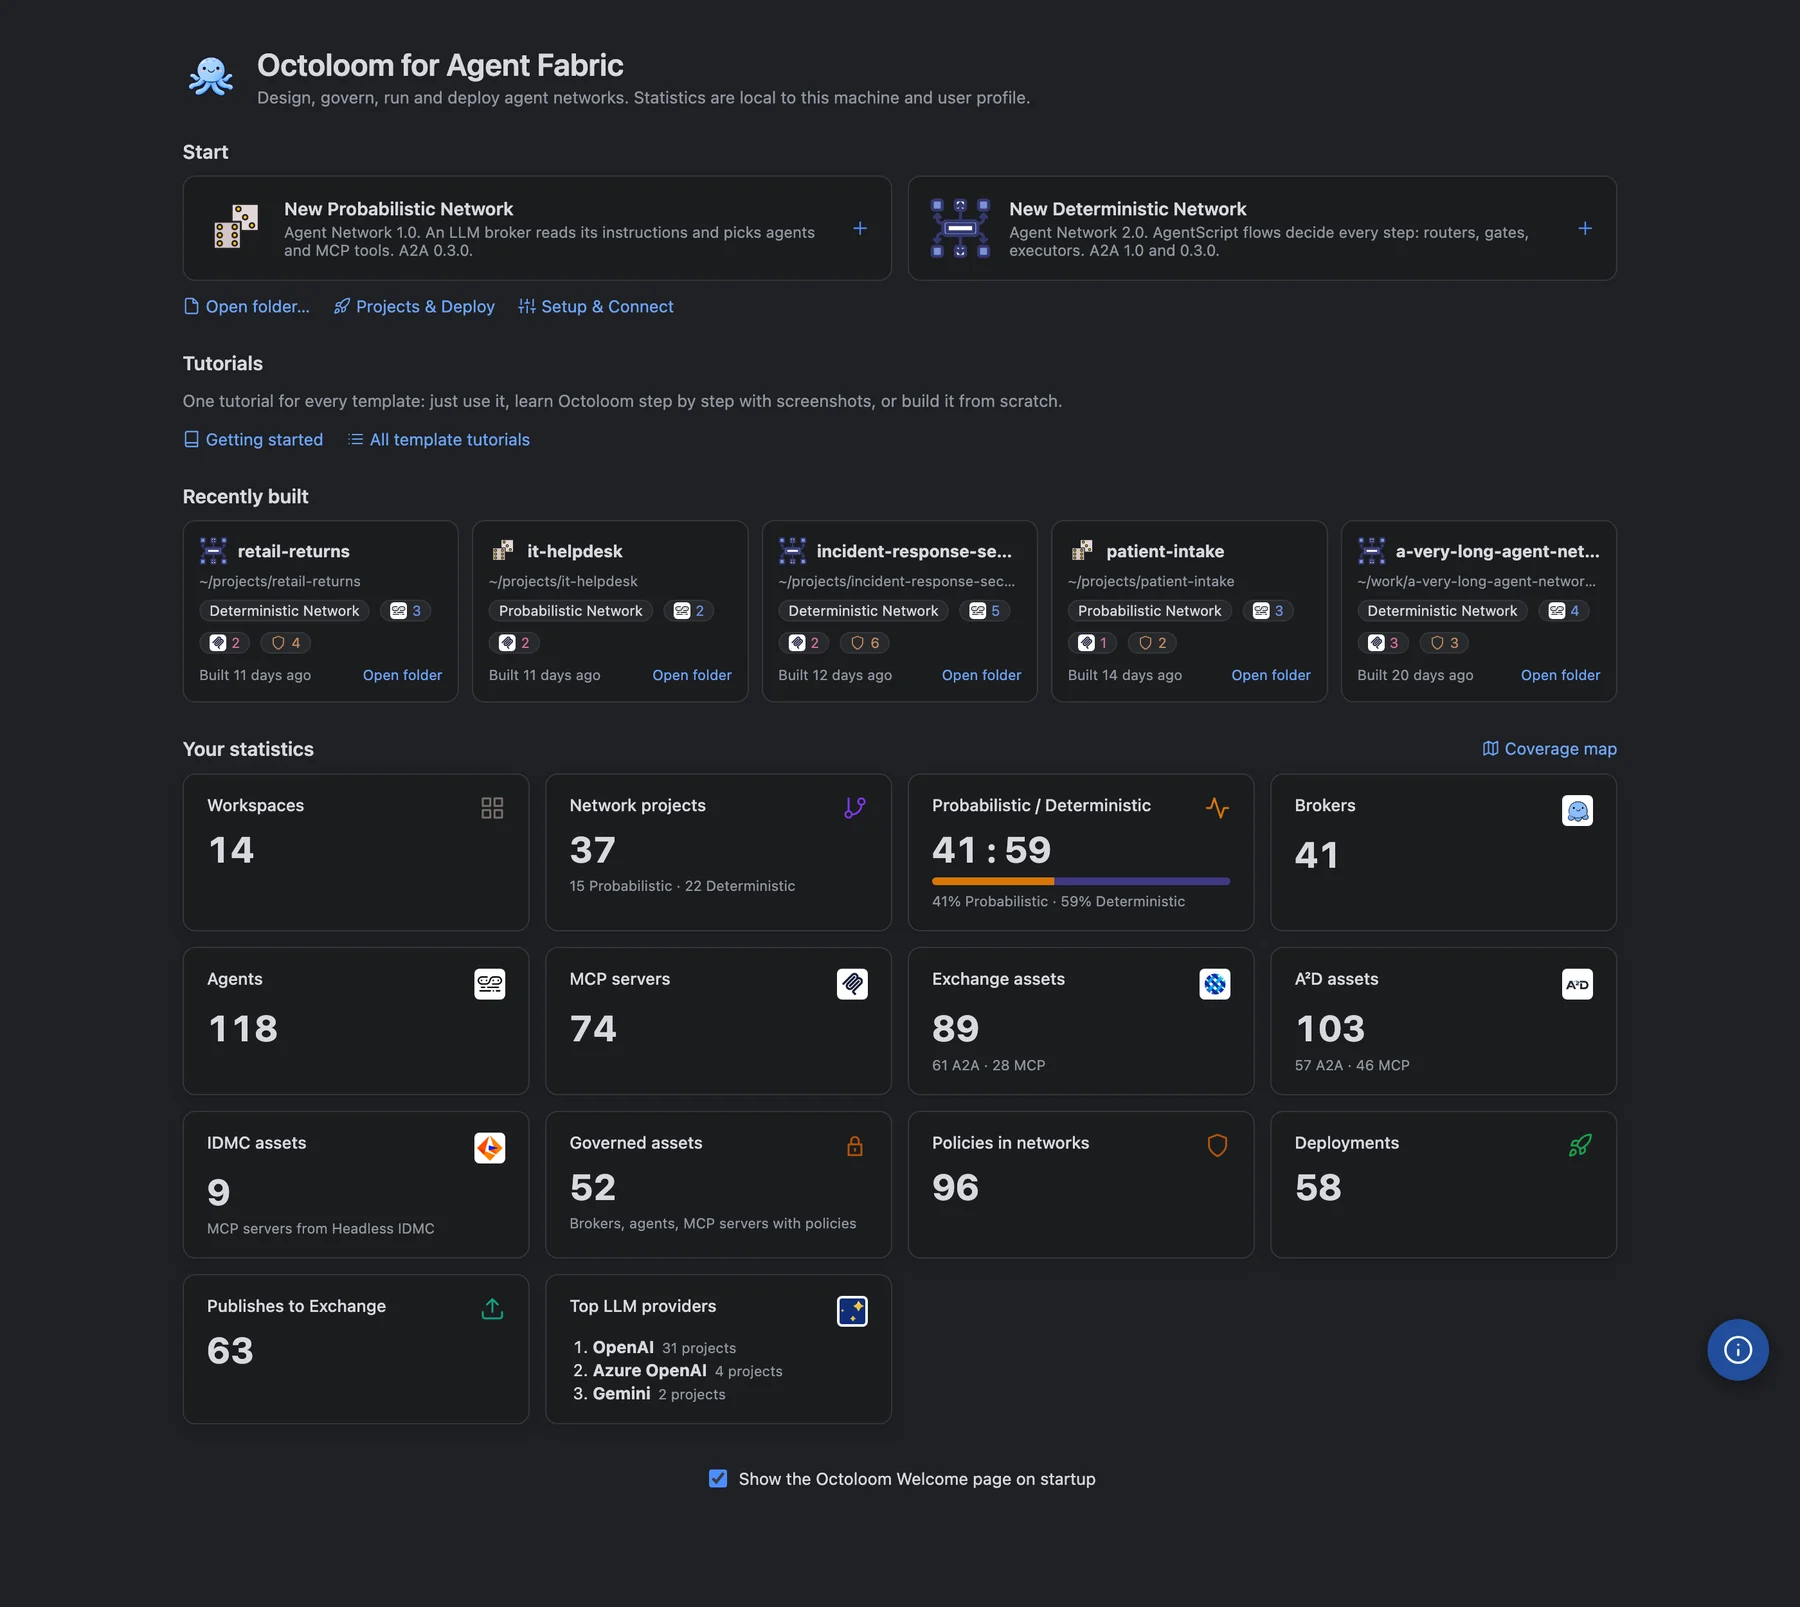 Octoloom for Agent Fabric
Design, govern, run and deploy agent networks. Statistics are local to this machine and user profile.
Start
New Probabilistic Network
Agent Network 1.0. An LLM broker reads its instructions and picks agents
and MCP tools. A2A 0.3.0.
New Deterministic Network
Agent Network 2.0. AgentScript flows decide every step: routers, gates,
executors. A2A 1.0 and 0.3.0.
Open folder... Projects & Deploy Setup & Connect
Tutorials
One tutorial for every template: just use it, learn Octoloom step by step with screenshots, or build it from scratch.
Getting started All template tutorials
Recently built
retail-returns
~/projects/retail-returns
Deterministic Network 3
2 4
Built 11 days ago Open folder
it-helpdesk
~/projects/it-helpdesk
Probabilistic Network 2
2
Built 11 days ago Open folder
incident-response-se...
~/projects/incident-response-sec...
Deterministic Network 5
2 6
Built 12 days ago Open folder
patient-intake
~/projects/patient-intake
Probabilistic Network 3
1 2
Built 14 days ago Open folder
a-very-long-agent-net...
~/work/a-very-long-agent-networ...
Deterministic Network 4
3 3
Built 20 days ago Open folder
Your statistics
Coverage map
Workspaces
14
Network projects
37
15 Probabilistic · 22 Deterministic
Probabilistic / Deterministic
41 : 59
41% Probabilistic · 59% Deterministic
Brokers
41
Agents
118
MCP servers
74
Exchange assets
89
61 A2A · 28 MCP
A²D assets
A²D
103
57 A2A · 46 MCP
IDMC assets
9
MCP servers from Headless IDMC
Governed assets
52
Brokers, agents, MCP servers with policies
Policies in networks
96
Deployments
58
Publishes to Exchange
63
Top LLM providers
1. OpenAI 31 projects
2. Azure OpenAI 4 projects
3. Gemini 2 projects
Show the Octoloom Welcome page on startup